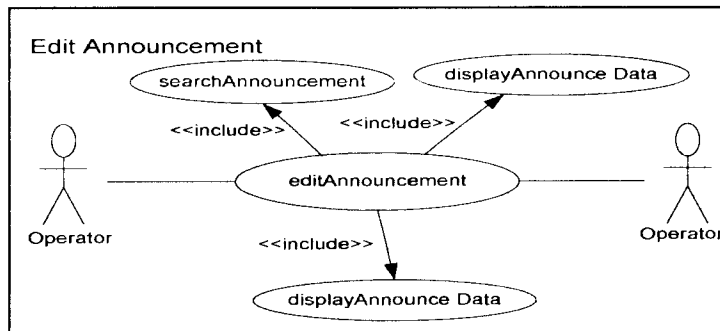 Edit Announcement
searchAnnouncement
displayAnnounce Data
<<include>>
<<include>>
editAnnouncement
Operator
Operator
<<include>>
displayAnnounce Data